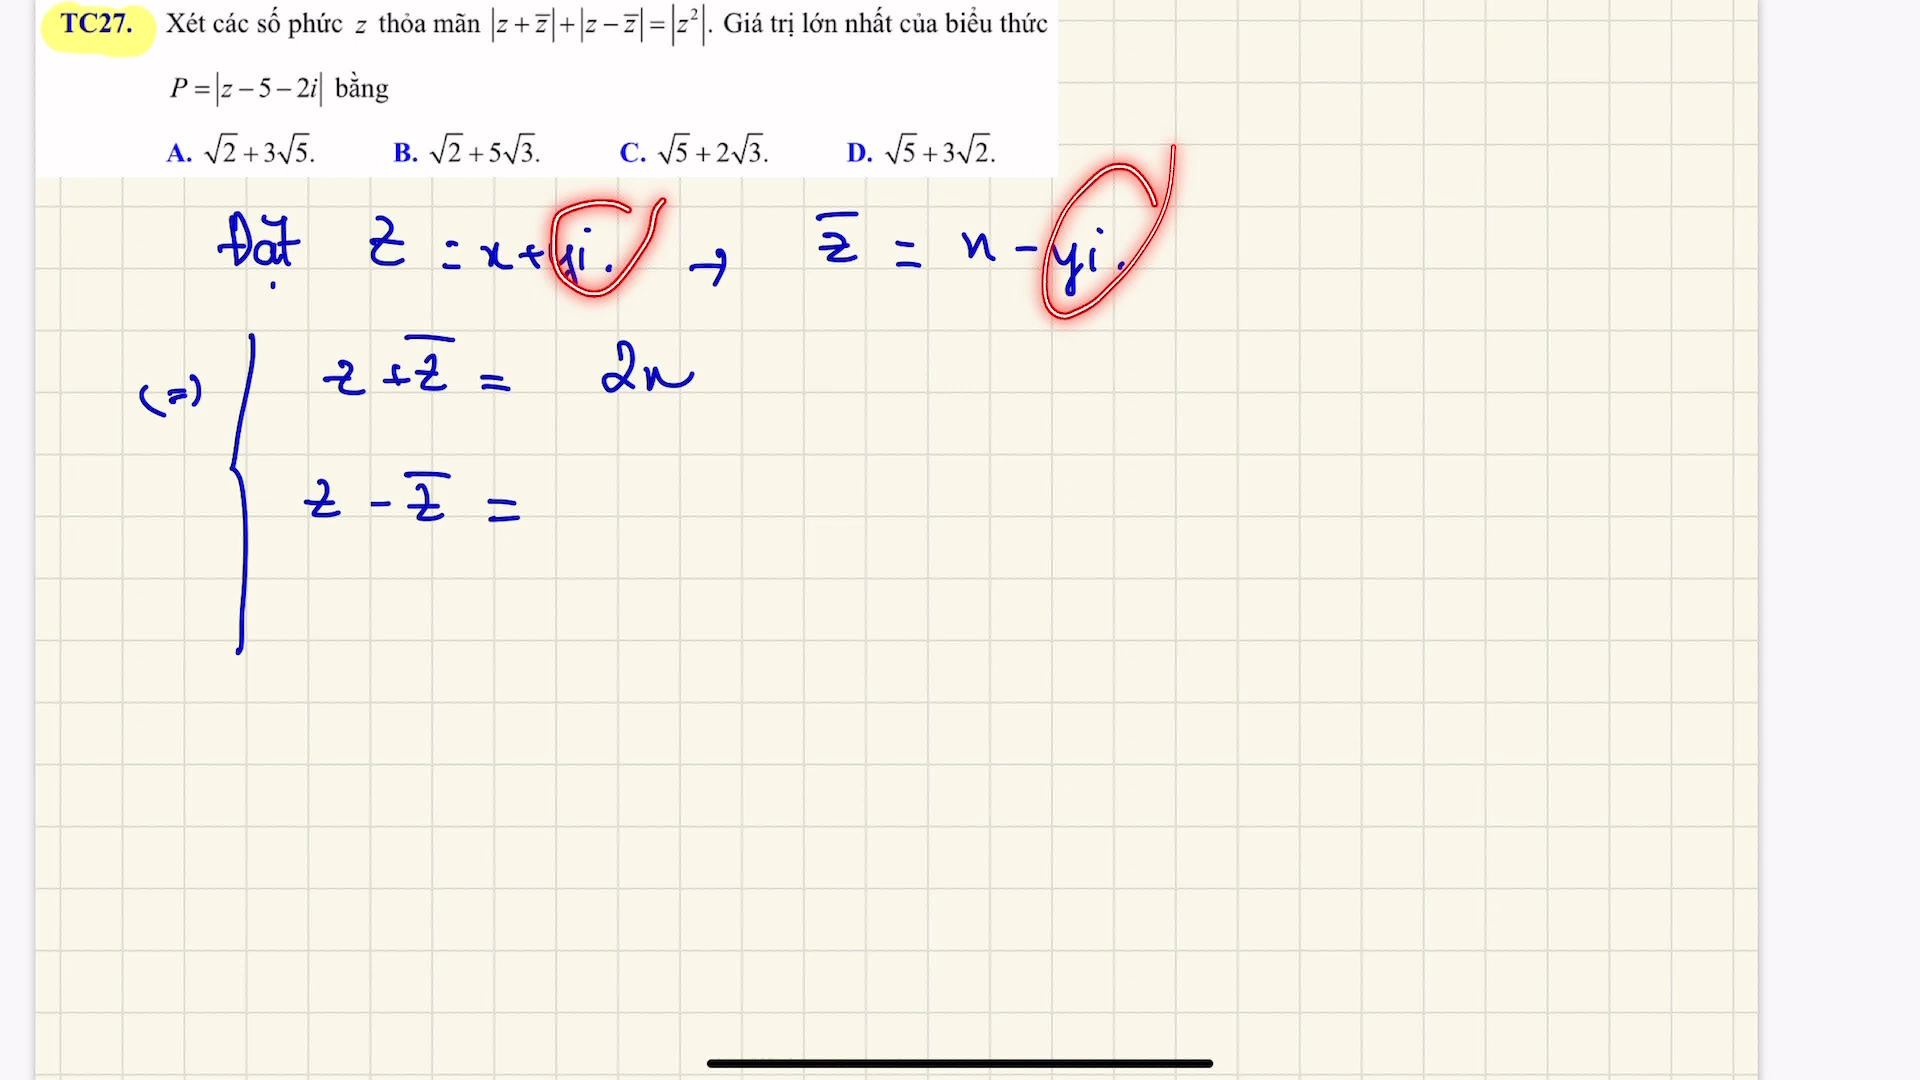 TC27. Xét các số phức z thỏa mãn |z + z̅| + |z − z̅| = |z²|. Giá trị lớn nhất của biểu thức
P = |z − 5 − 2i| bằng
A. √2 + 3√5. B. √2 + 5√3. C. √5 + 2√3. D. √5 + 3√2.
Đặt z = x + yi. → z̅ = x − yi.
(=) { z + z̅ = 2x
z − z̅ =